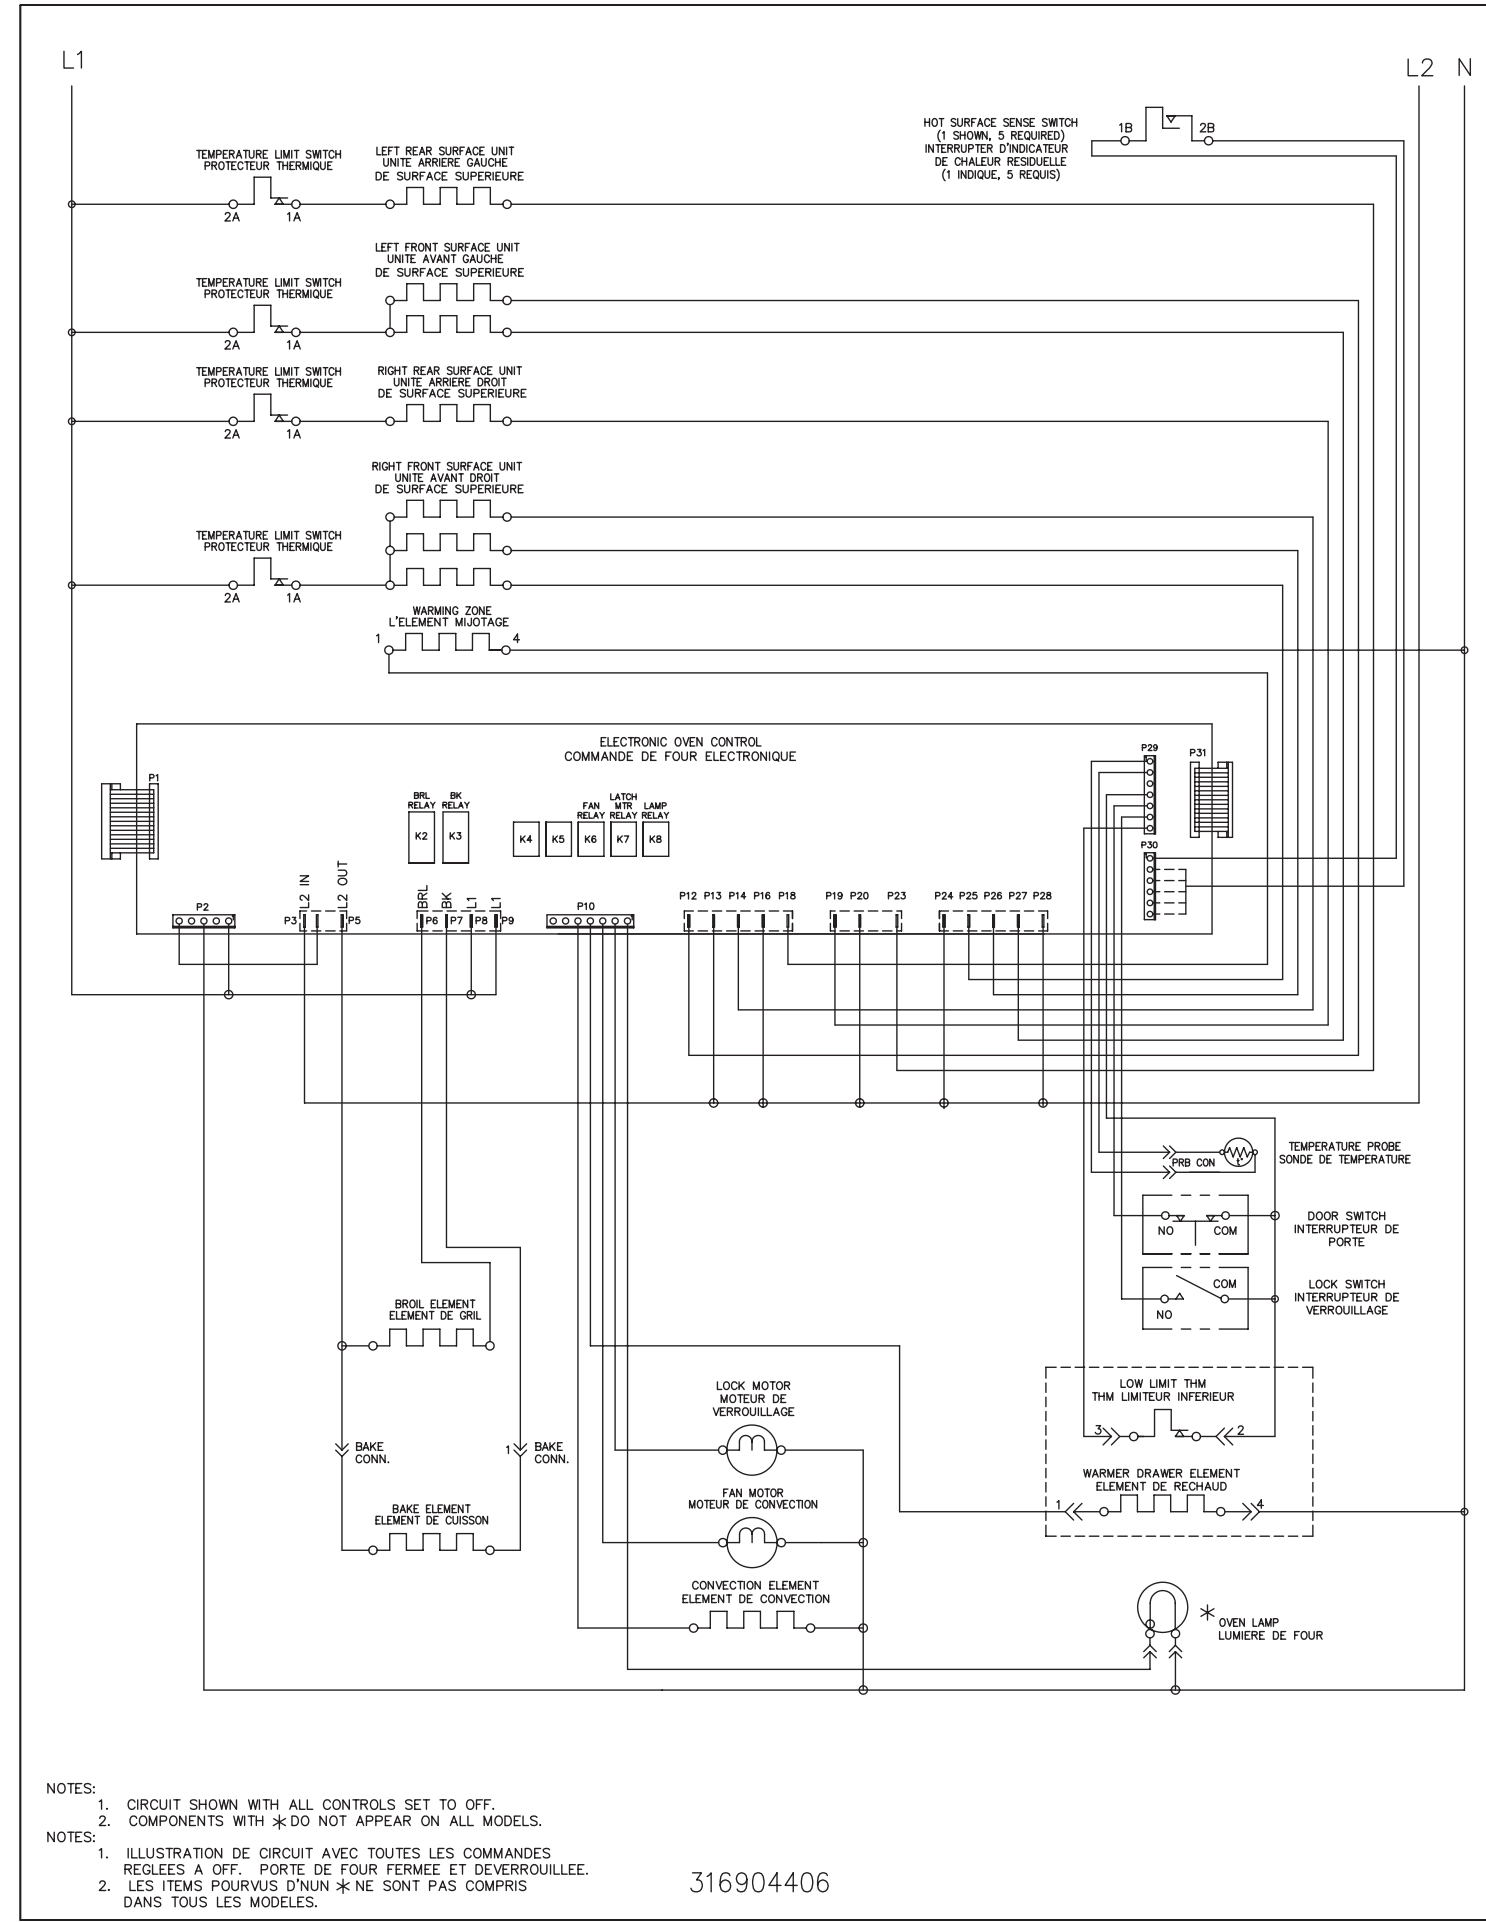 L1
L2 N
HOT SURFACE SENSE SWITCH
(1 SHOWN, 5 REQUIRED)
INTERRUPTER D'INDICATEUR
DE CHALEUR RESIDUELLE
(1 INDIQUE, 5 REQUIS)
1B
2B
TEMPERATURE LIMIT SWITCH
PROTECTEUR THERMIQUE
2A
1A
LEFT REAR SURFACE UNIT
UNITE ARRIERE GAUCHE
DE SURFACE SUPERIEURE
LEFT FRONT SURFACE UNIT
UNITE AVANT GAUCHE
DE SURFACE SUPERIEURE
TEMPERATURE LIMIT SWITCH
PROTECTEUR THERMIQUE
2A
1A
TEMPERATURE LIMIT SWITCH
PROTECTEUR THERMIQUE
2A
1A
RIGHT REAR SURFACE UNIT
UNITE ARRIERE DROIT
DE SURFACE SUPERIEURE
RIGHT FRONT SURFACE UNIT
UNITE AVANT DROIT
DE SURFACE SUPERIEURE
TEMPERATURE LIMIT SWITCH
PROTECTEUR THERMIQUE
2A
1A
WARMING ZONE
L'ELEMENT MIJOTAGE
1
4
ELECTRONIC OVEN CONTROL
COMMANDE DE FOUR ELECTRONIQUE
P1
P29
P31
P30
BRL
RELAY
K2
BK
RELAY
K3
K4
K5
FAN
RELAY
K6
LATCH
MTR
RELAY
K7
LAMP
RELAY
K8
P2
P3
L2 IN
L2 OUT
P5
BRL
BK
L1
L1
P6 P7 P8 P9
P10
P12 P13 P14 P16 P18
P19 P20 P23
P24 P25 P26 P27 P28
PRB CON
TEMPERATURE PROBE
SONDE DE TEMPERATURE
NO
COM
DOOR SWITCH
INTERRUPTEUR DE
PORTE
COM
NO
LOCK SWITCH
INTERRUPTEUR DE
VERROUILLAGE
BROIL ELEMENT
ELEMENT DE GRIL
BAKE
CONN.
1
BAKE
CONN.
BAKE ELEMENT
ELEMENT DE CUISSON
LOCK MOTOR
MOTEUR DE
VERROUILLAGE
FAN MOTOR
MOTEUR DE CONVECTION
CONVECTION ELEMENT
ELEMENT DE CONVECTION
LOW LIMIT THM
THM LIMITEUR INFERIEUR
3
2
WARMER DRAWER ELEMENT
ELEMENT DE RECHAUD
1
4
* OVEN LAMP
LUMIERE DE FOUR
NOTES:
1. CIRCUIT SHOWN WITH ALL CONTROLS SET TO OFF.
2. COMPONENTS WITH * DO NOT APPEAR ON ALL MODELS.
NOTES:
1. ILLUSTRATION DE CIRCUIT AVEC TOUTES LES COMMANDES
REGLEES A OFF. PORTE DE FOUR FERMEE ET DEVERROUILLEE.
2. LES ITEMS POURVUS D'NUN * NE SONT PAS COMPRIS
DANS TOUS LES MODELES.
316904406